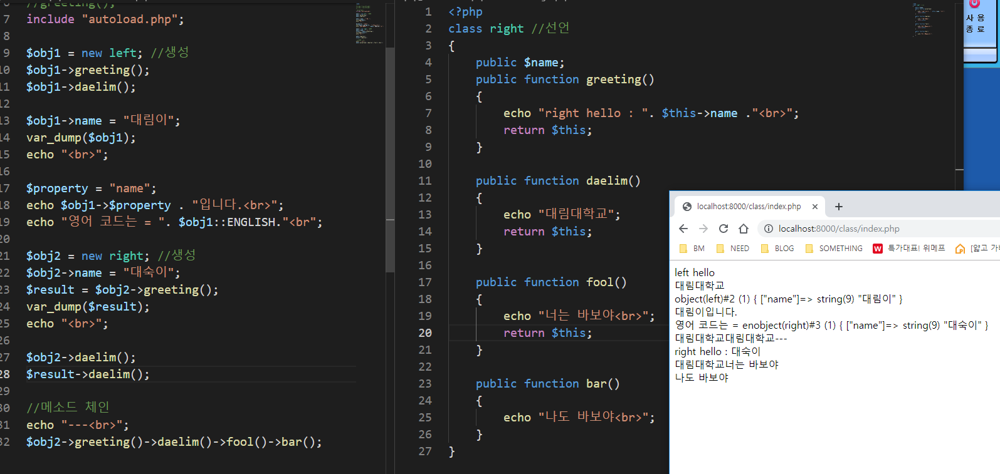 //greeting();
7 include "autoload.php";
8
9 $obj1 = new left; //생성
10 $obj1->greeting();
11 $obj1->daelim();
12
13 $obj1->name = "대림이";
14 var_dump($obj1);
15 echo "<br>";
16
17 $property = "name";
18 echo $obj1->$property . "입니다.<br>";
19 echo "영어 코드는 = ". $obj1::ENGLISH."<br";
20
21 $obj2 = new right; //생성
22 $obj2->name = "대숙이";
23 $result = $obj2->greeting();
24 var_dump($result);
25 echo "<br>";
26
27 $obj2->daelim();
28 $result->daelim();
29
30 //메소드 체인
31 echo "---<br>";
32 $obj2->greeting()->daelim()->fool()->bar();
1 <?php
2 class right //선언
3 {
4 public $name;
5 public function greeting()
6 {
7 echo "right hello : ". $this->name ."<br>";
8 return $this;
9 }
10
11 public function daelim()
12 {
13 echo "대림대학교";
14 return $this;
15 }
16
17 public function fool()
18 {
19 echo "너는 바보야<br>";
20 return $this;
21 }
22
23 public function bar()
24 {
25 echo "나도 바보야<br>";
26 }
27 }
사 용
종 료
localhost:8000/class/index.php
localhost:8000/class/index.php
BM NEED BLOG SOMETHING W 특가대표! 위메프 [얇고
left hello
대림대학교
object(left)#2 (1) { ["name"]=> string(9) "대림이" }
대림이입니다.
영어 코드는 = enobject(right)#3 (1) { ["name"]=> string(9) "대숙이" }
대림대학교대림대학교---
right hello : 대숙이
대림대학교너는 바보야
나도 바보야